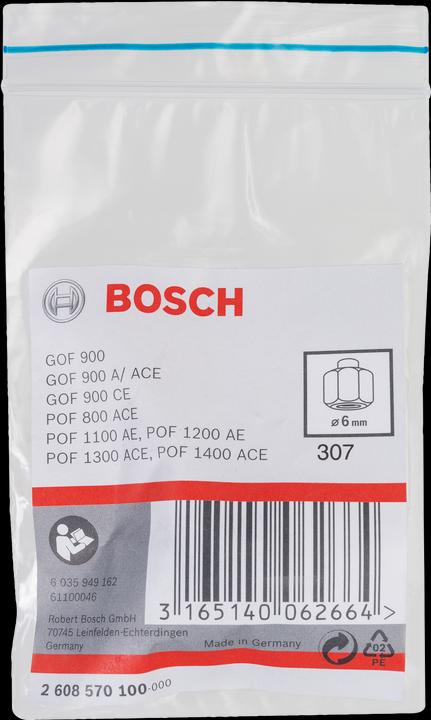 BOSCH
GOF 900
GOF 900 A/ ACE
GOF 900 CE
POF 800 ACE
POF 1100 AE, POF 1200 AE
POF 1300 ACE, POF 1400 ACE
ø 6 mm
307
6 035 949 162
61100046
3 165140 062664 >
Robert Bosch GmbH
70745 Leinfelden-Echterdingen
Germany
Made in Germany
02
PE
2 608 570 100-000